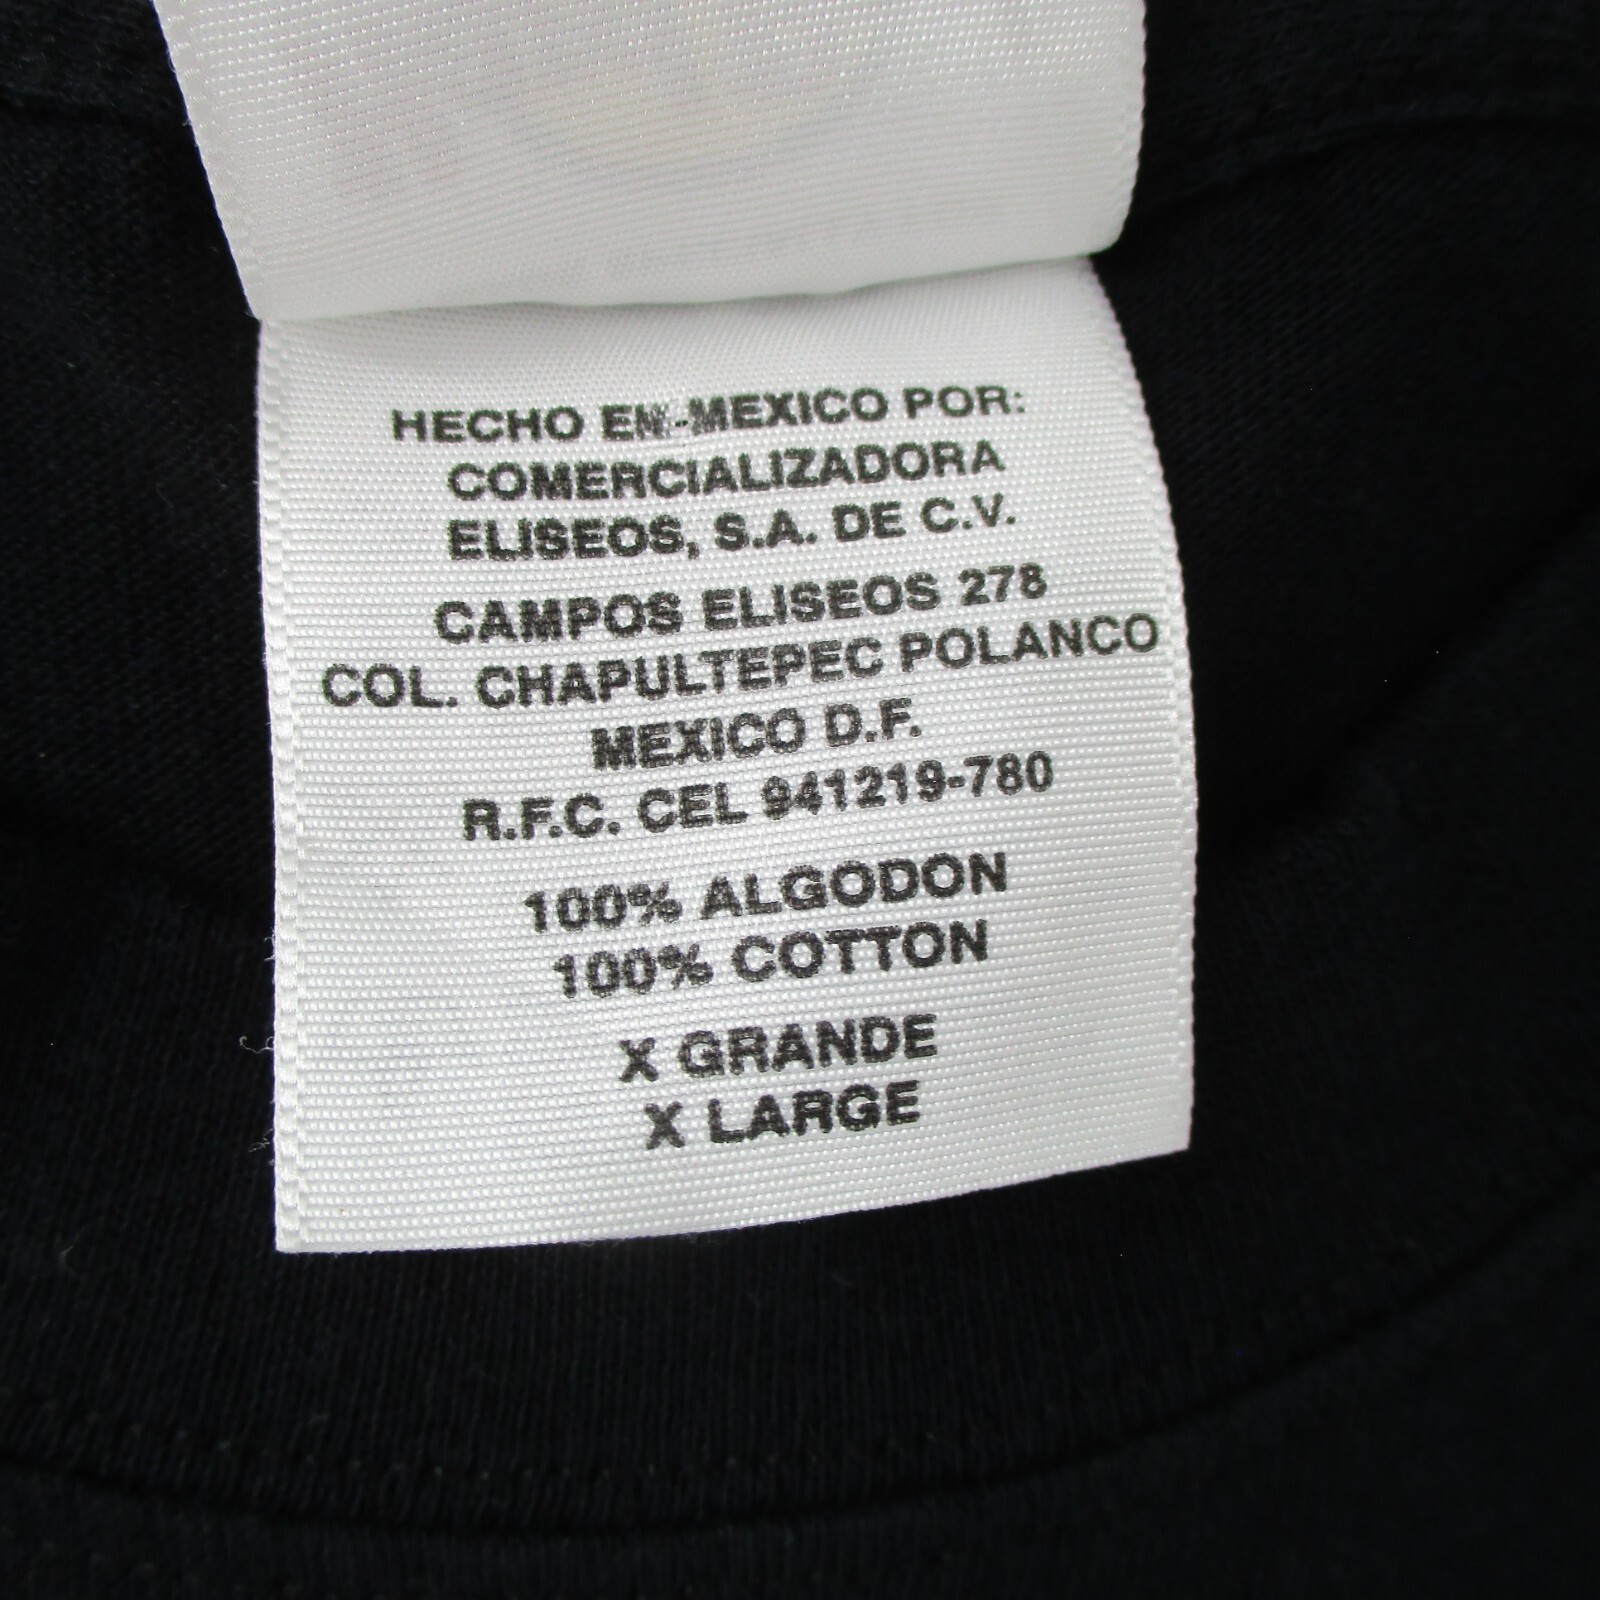 HECHO EN MEXICO POR:
COMERCIALIZADORA
ELISEOS, S.A. DE C.V.
CAMPOS ELISEOS 278
COL. CHAPULTEPEC POLANCO
MEXICO D.F.
R.F.C. CEL 941219-780
100% ALGODON
100% COTTON
X GRANDE
X LARGE